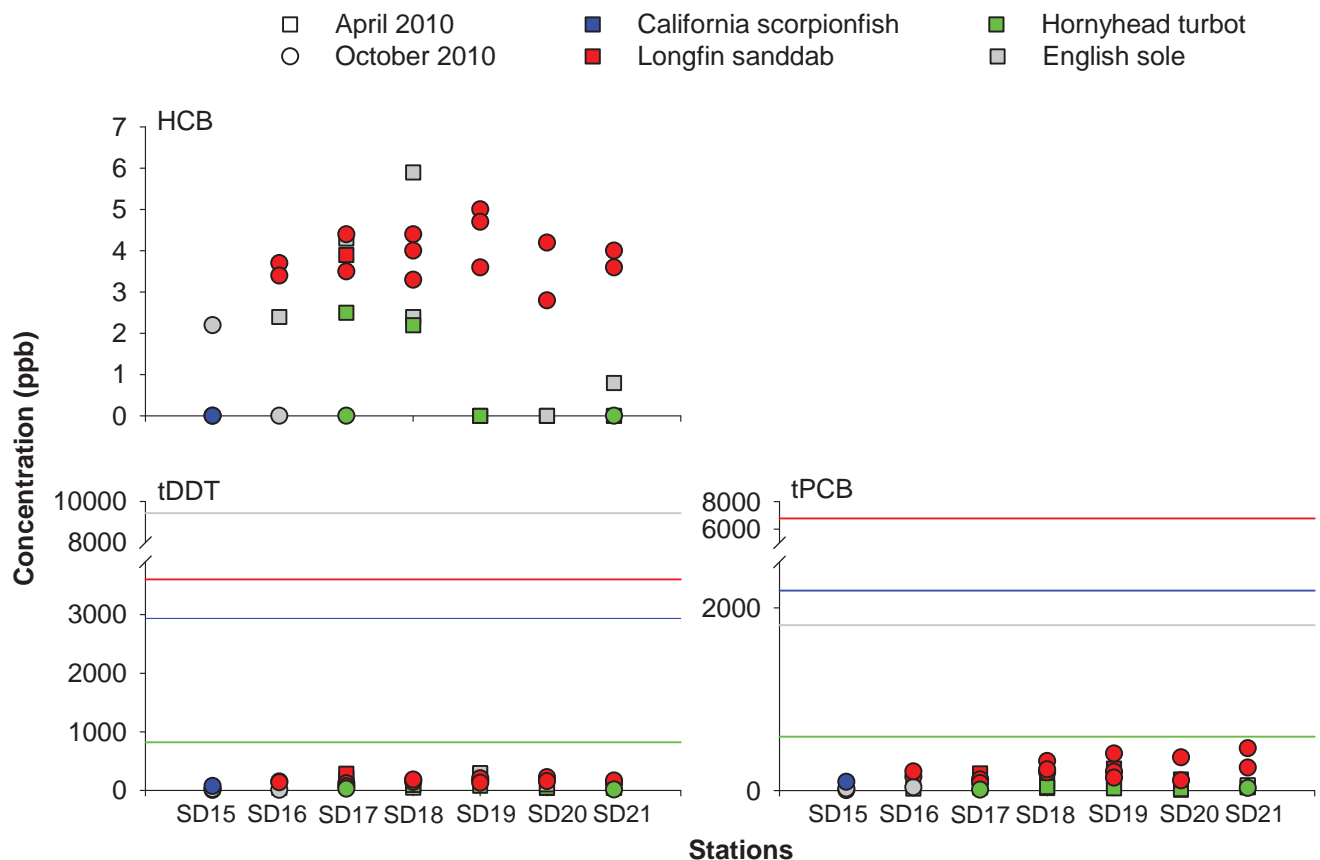 April 2010
California scorpionfish
Hornyhead turbot
October 2010
Longfin sanddab
English sole
HCB
7
6
5
4
3
2
1
0
Concentration (ppb)
tDDT
10000
8000
3000
2000
1000
0
SD15 SD16 SD17 SD18 SD19 SD20 SD21
tPCB
8000
6000
2000
0
SD15 SD16 SD17 SD18 SD19 SD20 SD21
Stations